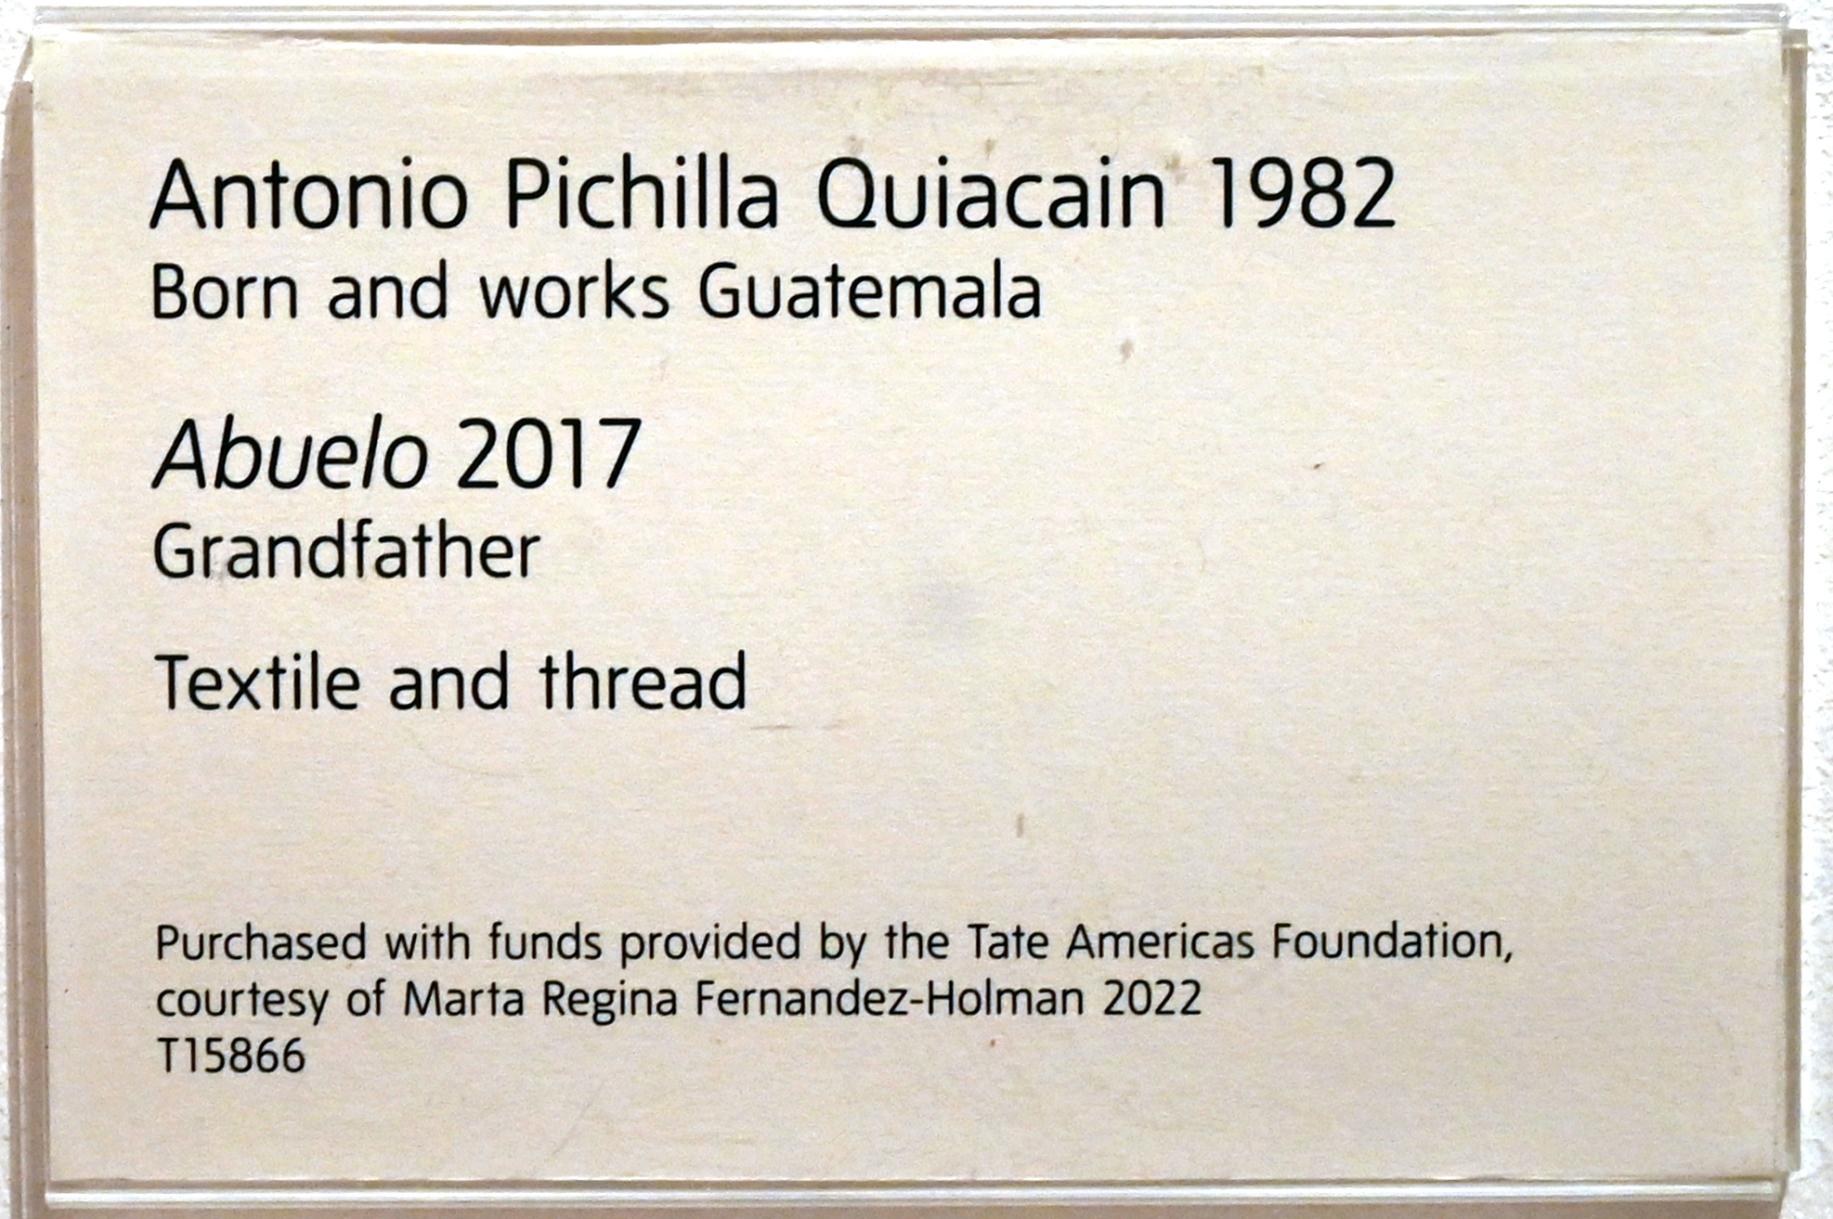 Antonio Pichilla Quiacain 1982
Born and works Guatemala
Abuelo 2017
Grandfather
Textile and thread
Purchased with funds provided by the Tate Americas Foundation,
courtesy of Marta Regina Fernandez-Holman 2022
T15866